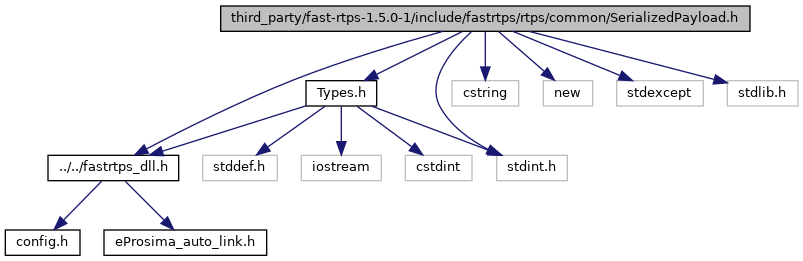 third_party/fast-rtps-1.5.0-1/include/fastrtps/rtps/common/SerializedPayload.h
Types.h
cstring
new
stdexcept
stdlib.h
../../fastrtps_dll.h
stddef.h
iostream
cstdint
stdint.h
config.h
eProsima_auto_link.h